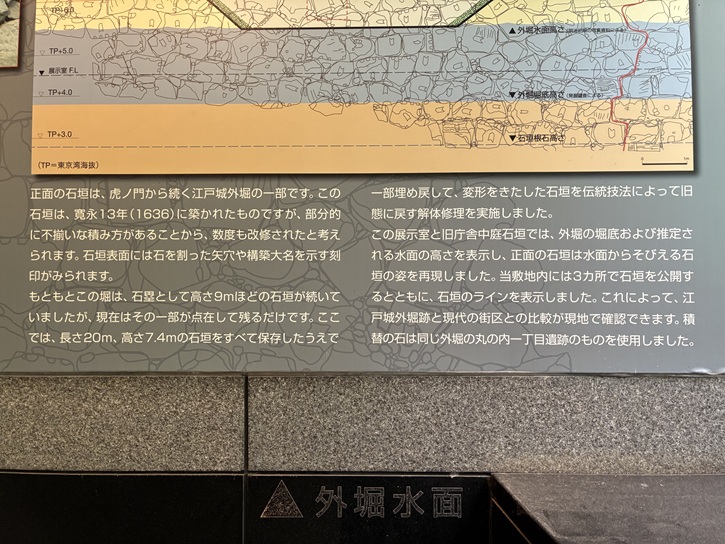 TP+6.0
▲外堀水面高さ
TP+5.0
▼展示室 F.L
TP+4.0
▼外堀堀底高さ
TP+3.0
▼石垣根石高さ
0 1m
(TP=東京湾海抜)
正面の石垣は、虎ノ門から続く江戸城外堀の一部です。この
石垣は、寛永13年(1636)に築かれたものですが、部分的
に不揃いな積み方があることから、数度も改修されたと考え
られます。石垣表面には石を割った矢穴や構築大名を示す刻
印がみられます。
もともとこの堀は、石塁として高さ9mほどの石垣が続いて
いましたが、現在はその一部が点在して残るだけです。ここ
では、長さ20m、高さ7.4mの石垣をすべて保存したうえで
一部埋め戻して、変形をきたした石垣を伝統技法によって旧
態に戻す解体修理を実施しました。
この展示室と旧庁舎中庭石垣では、外堀の堀底および推定さ
れる水面の高さを表示し、正面の石垣は水面からそびえる石
垣の姿を再現しました。当敷地内には3カ所で石垣を公開す
るとともに、石垣のラインを表示しました。これによって、江
戸城外堀跡と現代の街区との比較が現地で確認できます。積
替の石は同じ外堀の丸の内一丁目遺跡のものを使用しました。
▲外堀水面